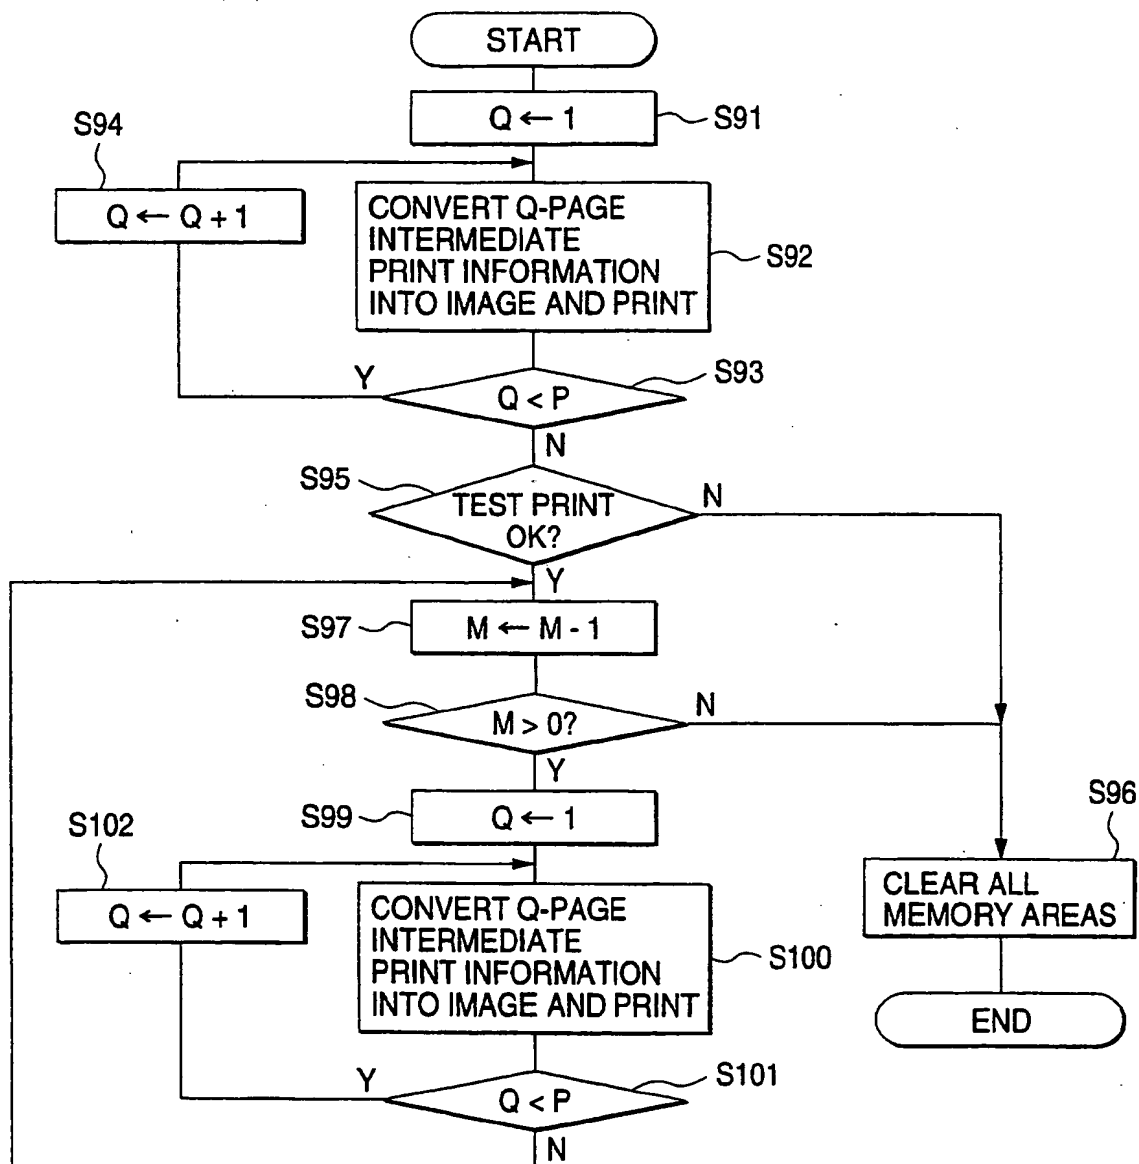 START
Q ← 1
S91
S94
Q ← Q + 1
CONVERT Q-PAGE
INTERMEDIATE
PRINT INFORMATION
INTO IMAGE AND PRINT
S92
S93
Y
Q < P
N
S95
TEST PRINT
OK?
N
Y
S97
M ← M - 1
S98
M > 0?
N
Y
S99
Q ← 1
S96
CLEAR ALL
MEMORY AREAS
S102
Q ← Q + 1
CONVERT Q-PAGE
INTERMEDIATE
PRINT INFORMATION
INTO IMAGE AND PRINT
S100
END
S101
Y
Q < P
N